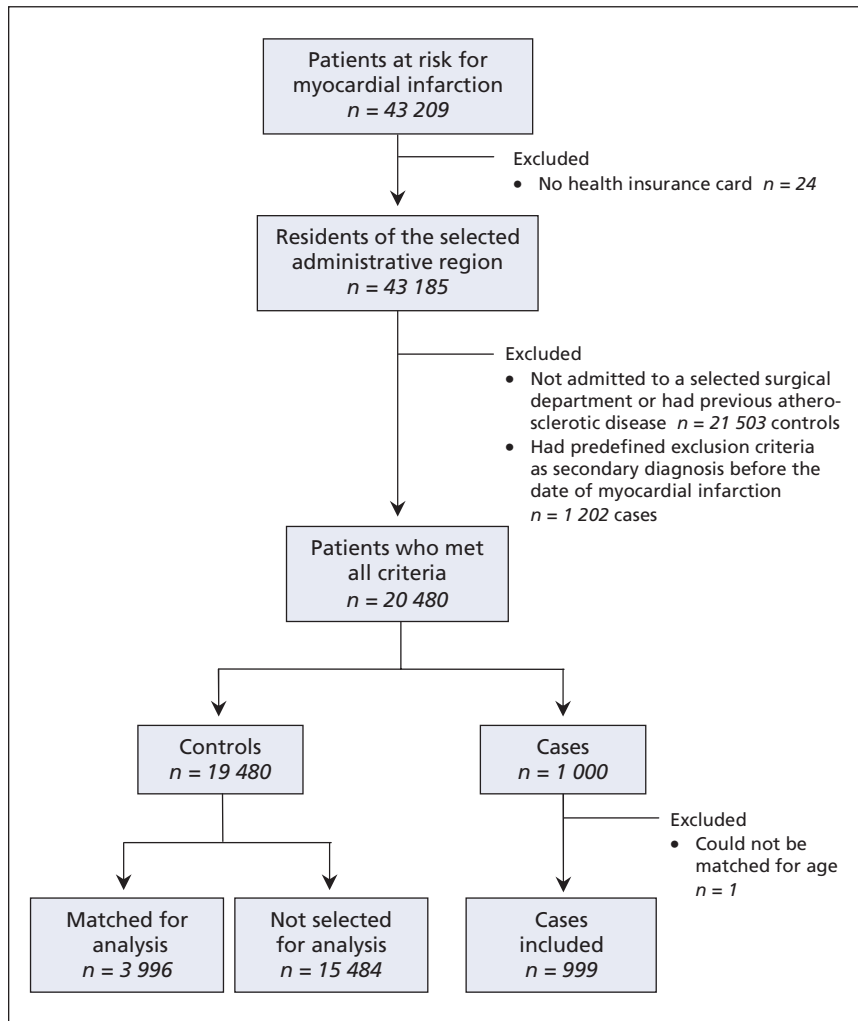 Patients at risk for
myocardial infarction
n = 43 209
Excluded
• No health insurance card n = 24
Residents of the selected
administrative region
n = 43 185
Excluded
• Not admitted to a selected surgical
department or had previous athero-
sclerotic disease n = 21 503 controls
• Had predefined exclusion criteria
as secondary diagnosis before the
date of myocardial infarction
n = 1 202 cases
Patients who met
all criteria
n = 20 480
Controls
n = 19 480
Cases
n = 1 000
Excluded
• Could not be
matched for age
n = 1
Matched for
analysis
n = 3 996
Not selected
for analysis
n = 15 484
Cases
included
n = 999